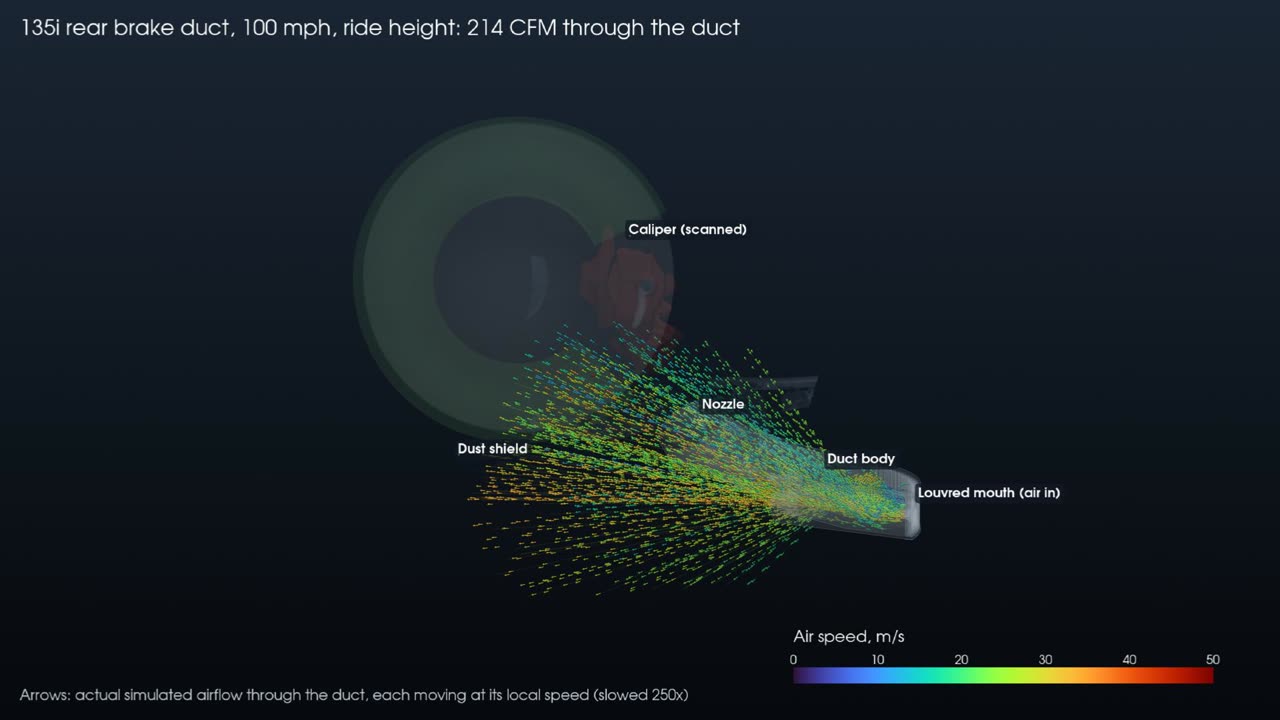 135i rear brake duct, 100 mph, ride height: 214 CFM through the duct
Caliper (scanned)
Nozzle
Dust shield
Duct body
Louvred mouth (air in)
Air speed, m/s
0 10 20 30 40 50
Arrows: actual simulated airflow through the duct, each moving at its local speed (slowed 250x)